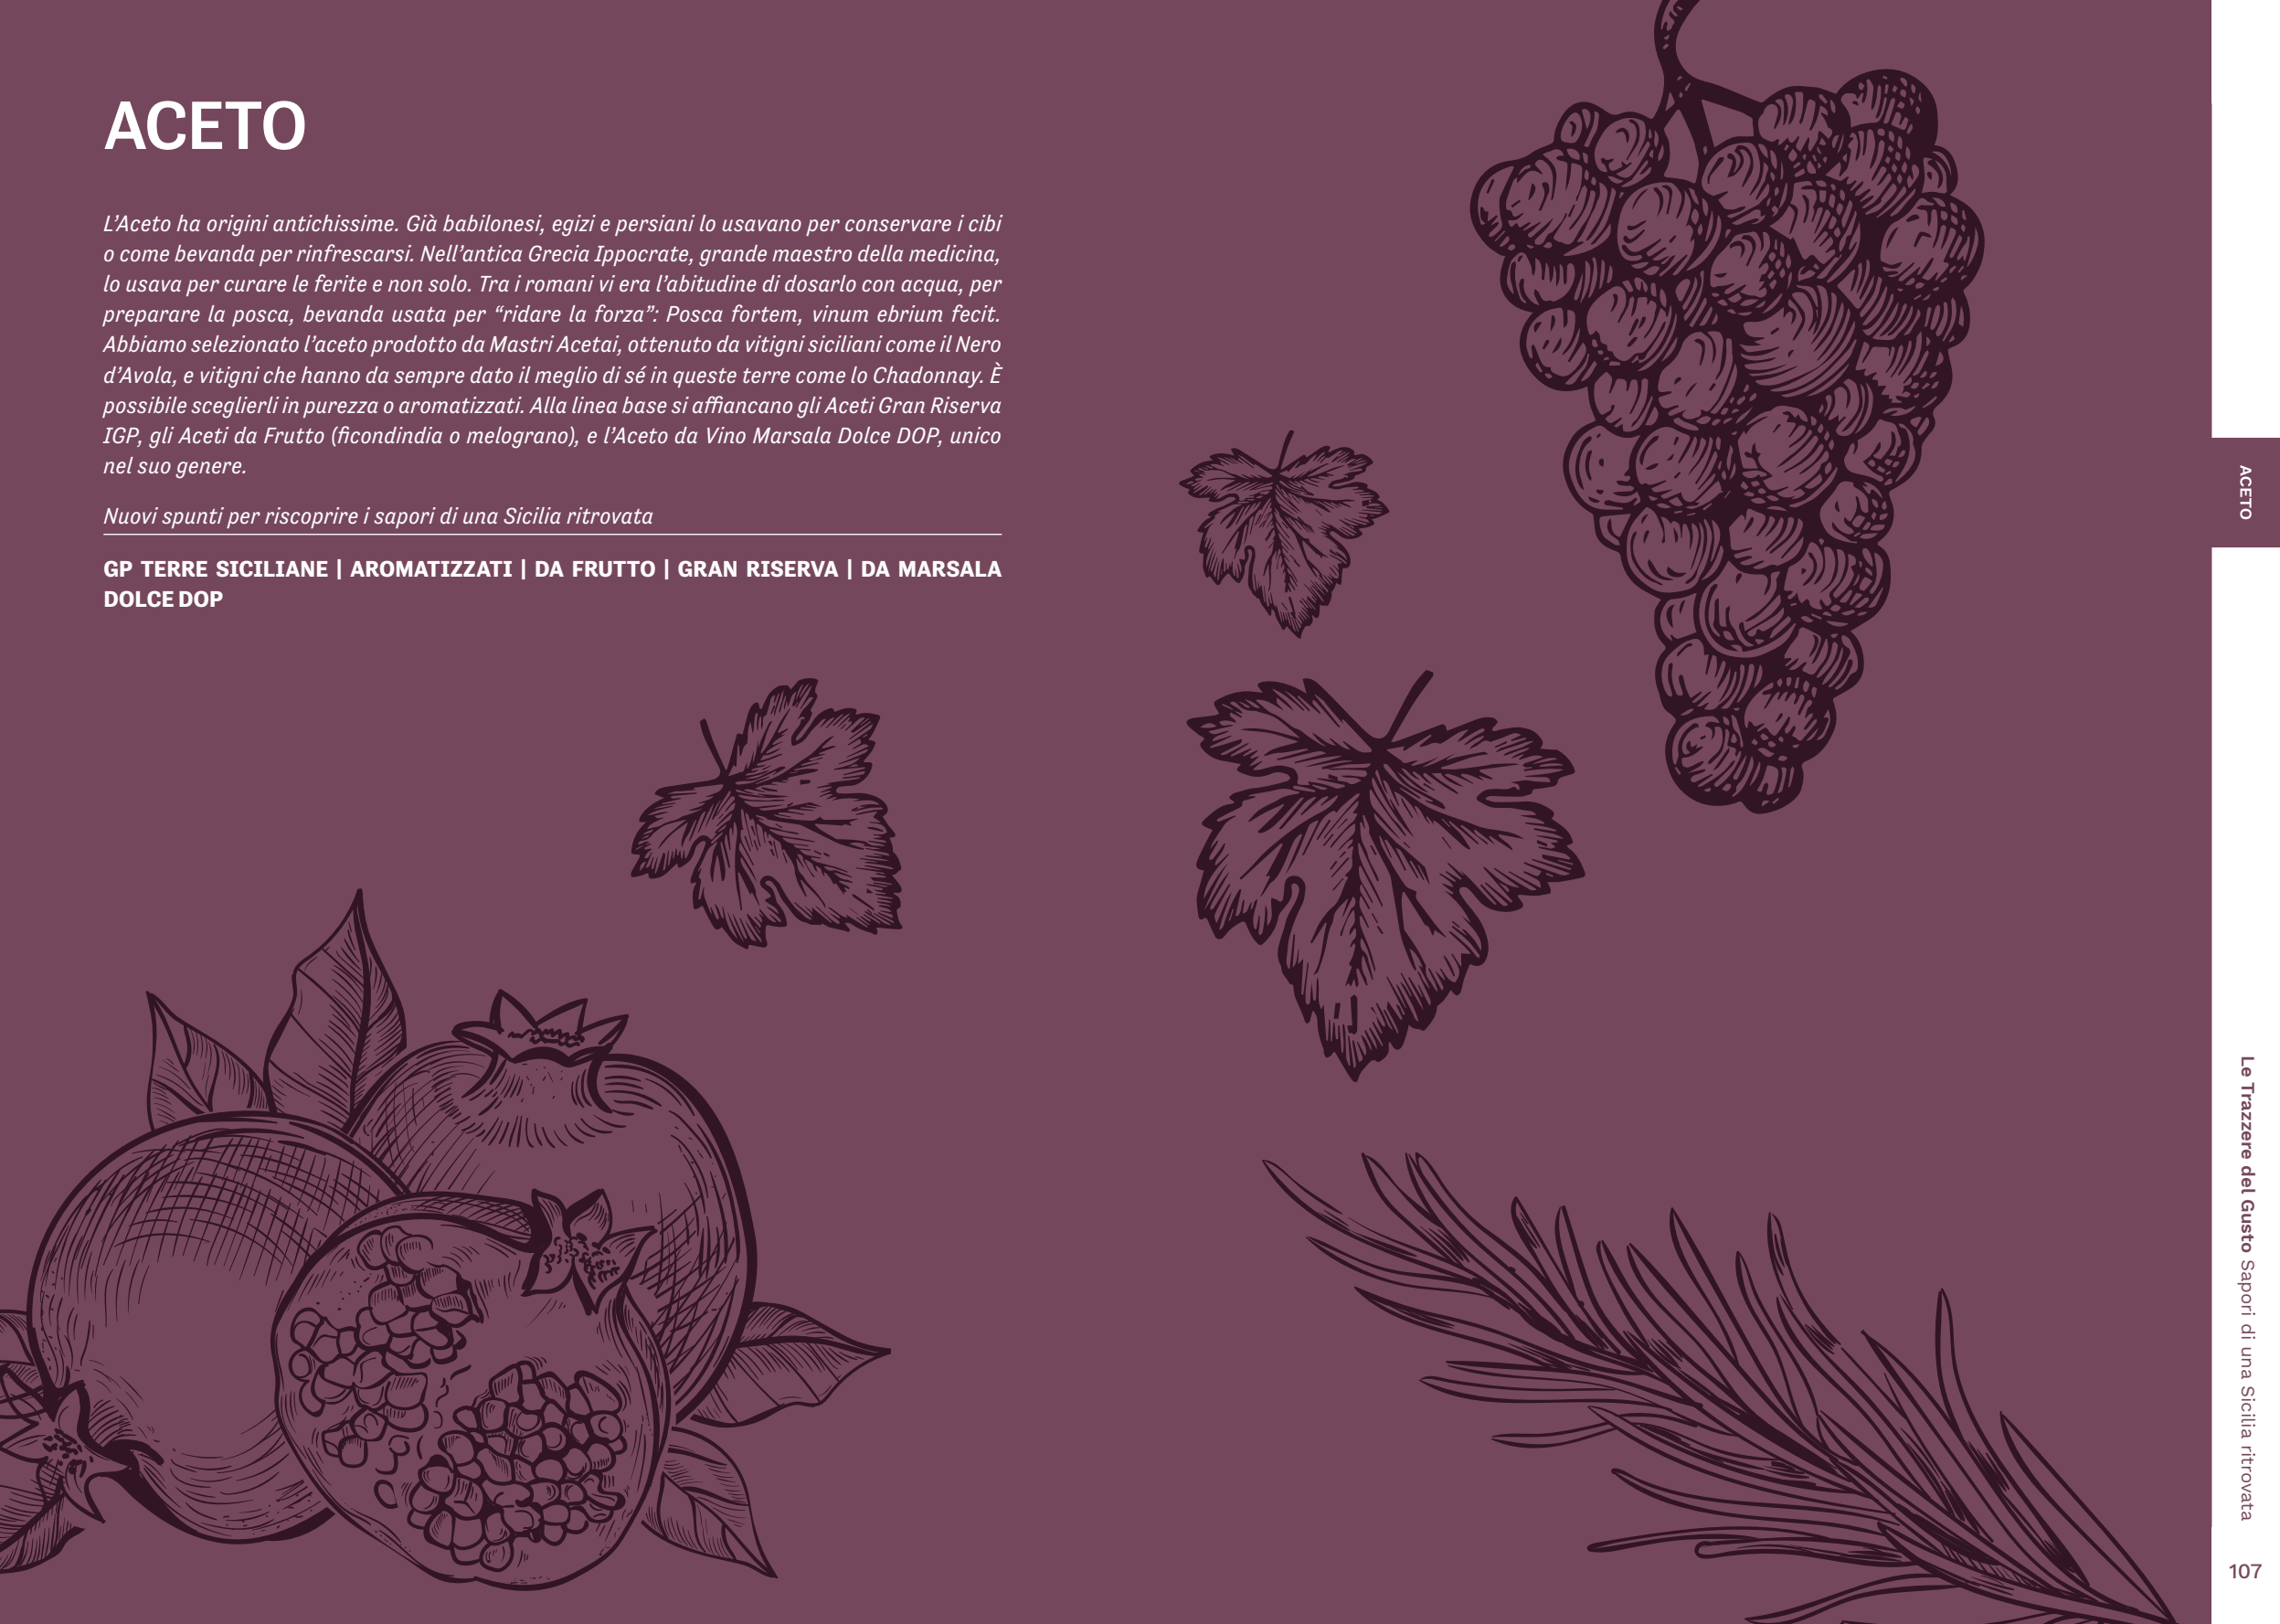 ACETO
L’Aceto ha origini antichissime. Già babilonesi, egizi e persiani lo usavano per conservare i cibi
o come bevanda per rinfrescarsi. Nell’antica Grecia Ippocrate, grande maestro della medicina,
lo usava per curare le ferite e non solo. Tra i romani vi era l’abitudine di dosarlo con acqua, per
preparare la posca, bevanda usata per “ridare la forza”: Posca fortem, vinum ebrium fecit.
Abbiamo selezionato l’aceto prodotto da Mastri Acetai, ottenuto da vitigni siciliani come il Nero
d’Avola, e vitigni che hanno da sempre dato il meglio di sé in queste terre come lo Chadonnay. È
possibile sceglierli in purezza o aromatizzati. Alla linea base si affiancano gli Aceti Gran Riserva
IGP, gli Aceti da Frutto (ficondindia o melograno), e l’Aceto da Vino Marsala Dolce DOP, unico
nel suo genere.
Nuovi spunti per riscoprire i sapori di una Sicilia ritrovata
GP TERRE SICILIANE | AROMATIZZATI | DA FRUTTO | GRAN RISERVA | DA MARSALA
DOLCE DOP
ACETO
Le Trazzere del Gusto Sapori di una Sicilia ritrovata
107